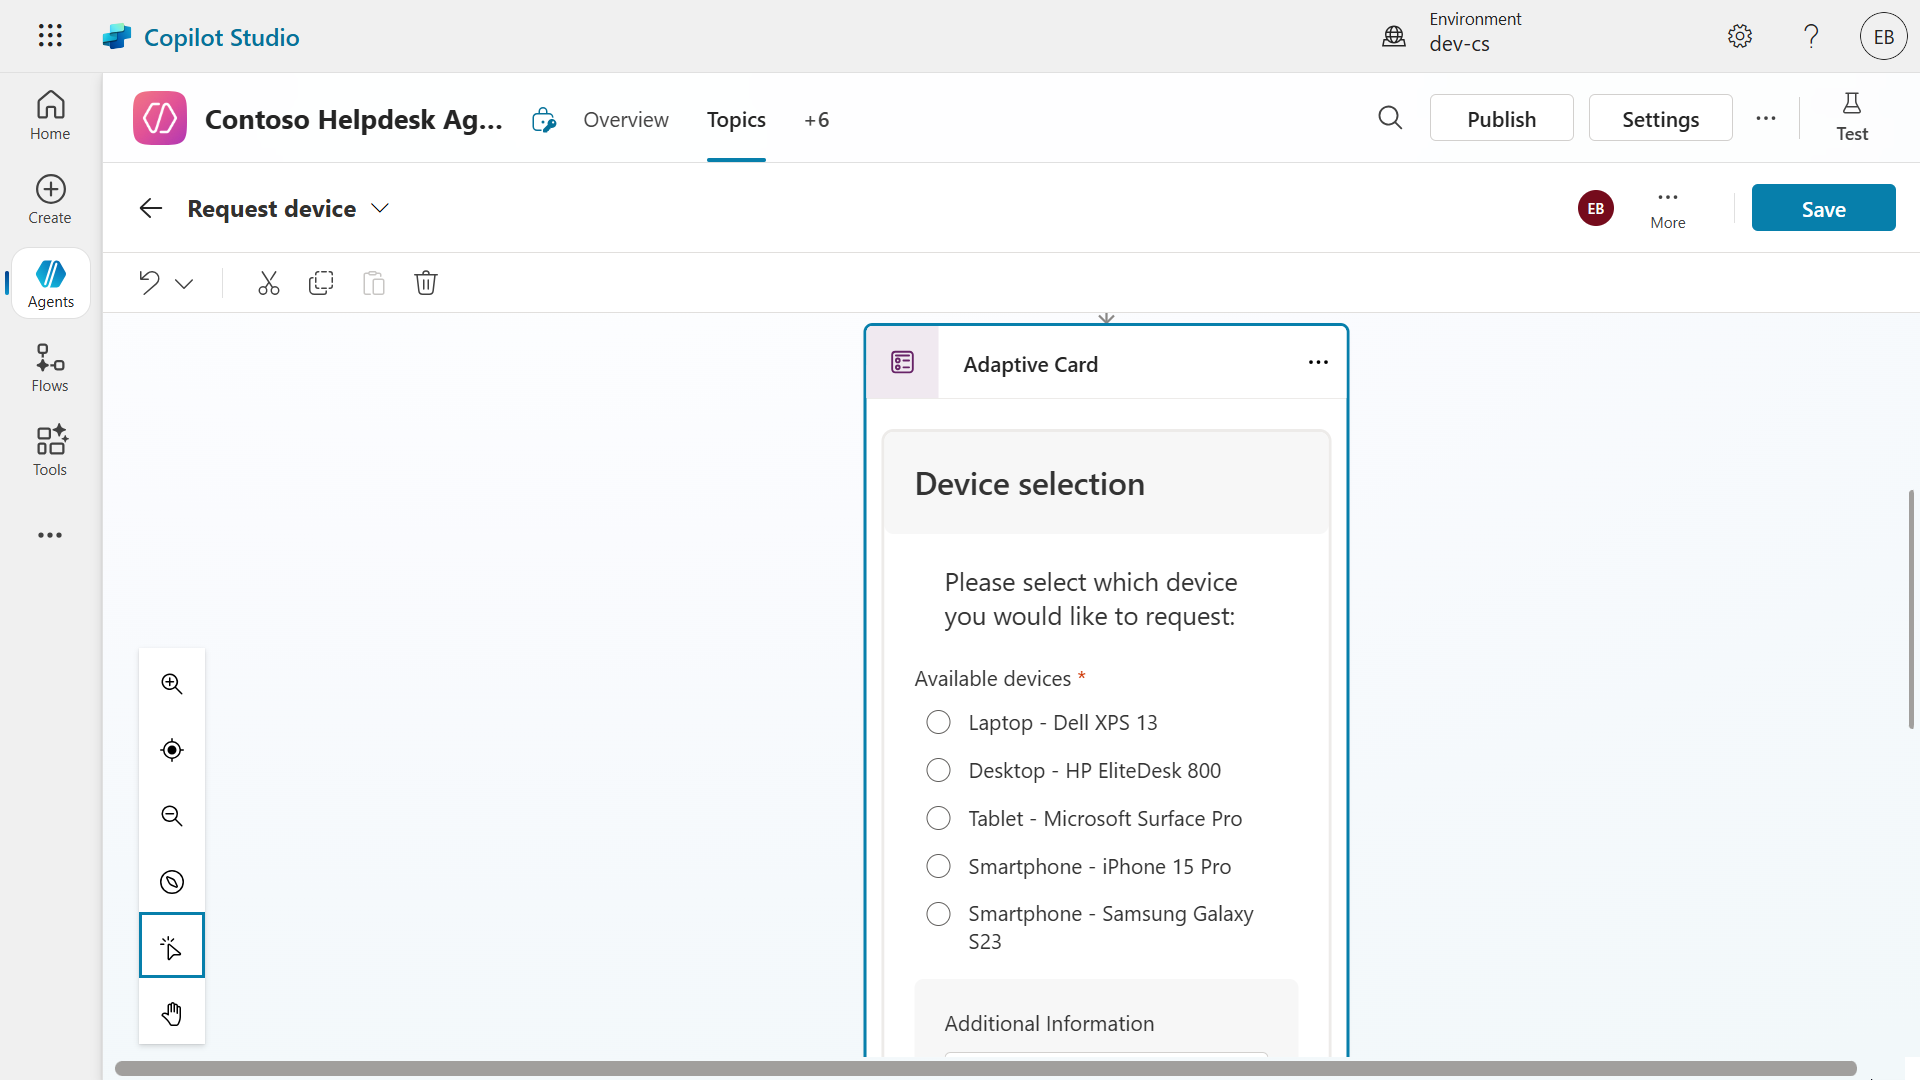 Copilot Studio
Environment
dev-cs
EB
Home
Create
Agents
Flows
Tools
Contoso Helpdesk Ag...
Overview
Topics
+6
Publish
Settings
Test
Request device
EB
More
Save
Adaptive Card
Device selection
Please select which device
you would like to request:
Available devices *
Laptop - Dell XPS 13
Desktop - HP EliteDesk 800
Tablet - Microsoft Surface Pro
Smartphone - iPhone 15 Pro
Smartphone - Samsung Galaxy
S23
Additional Information